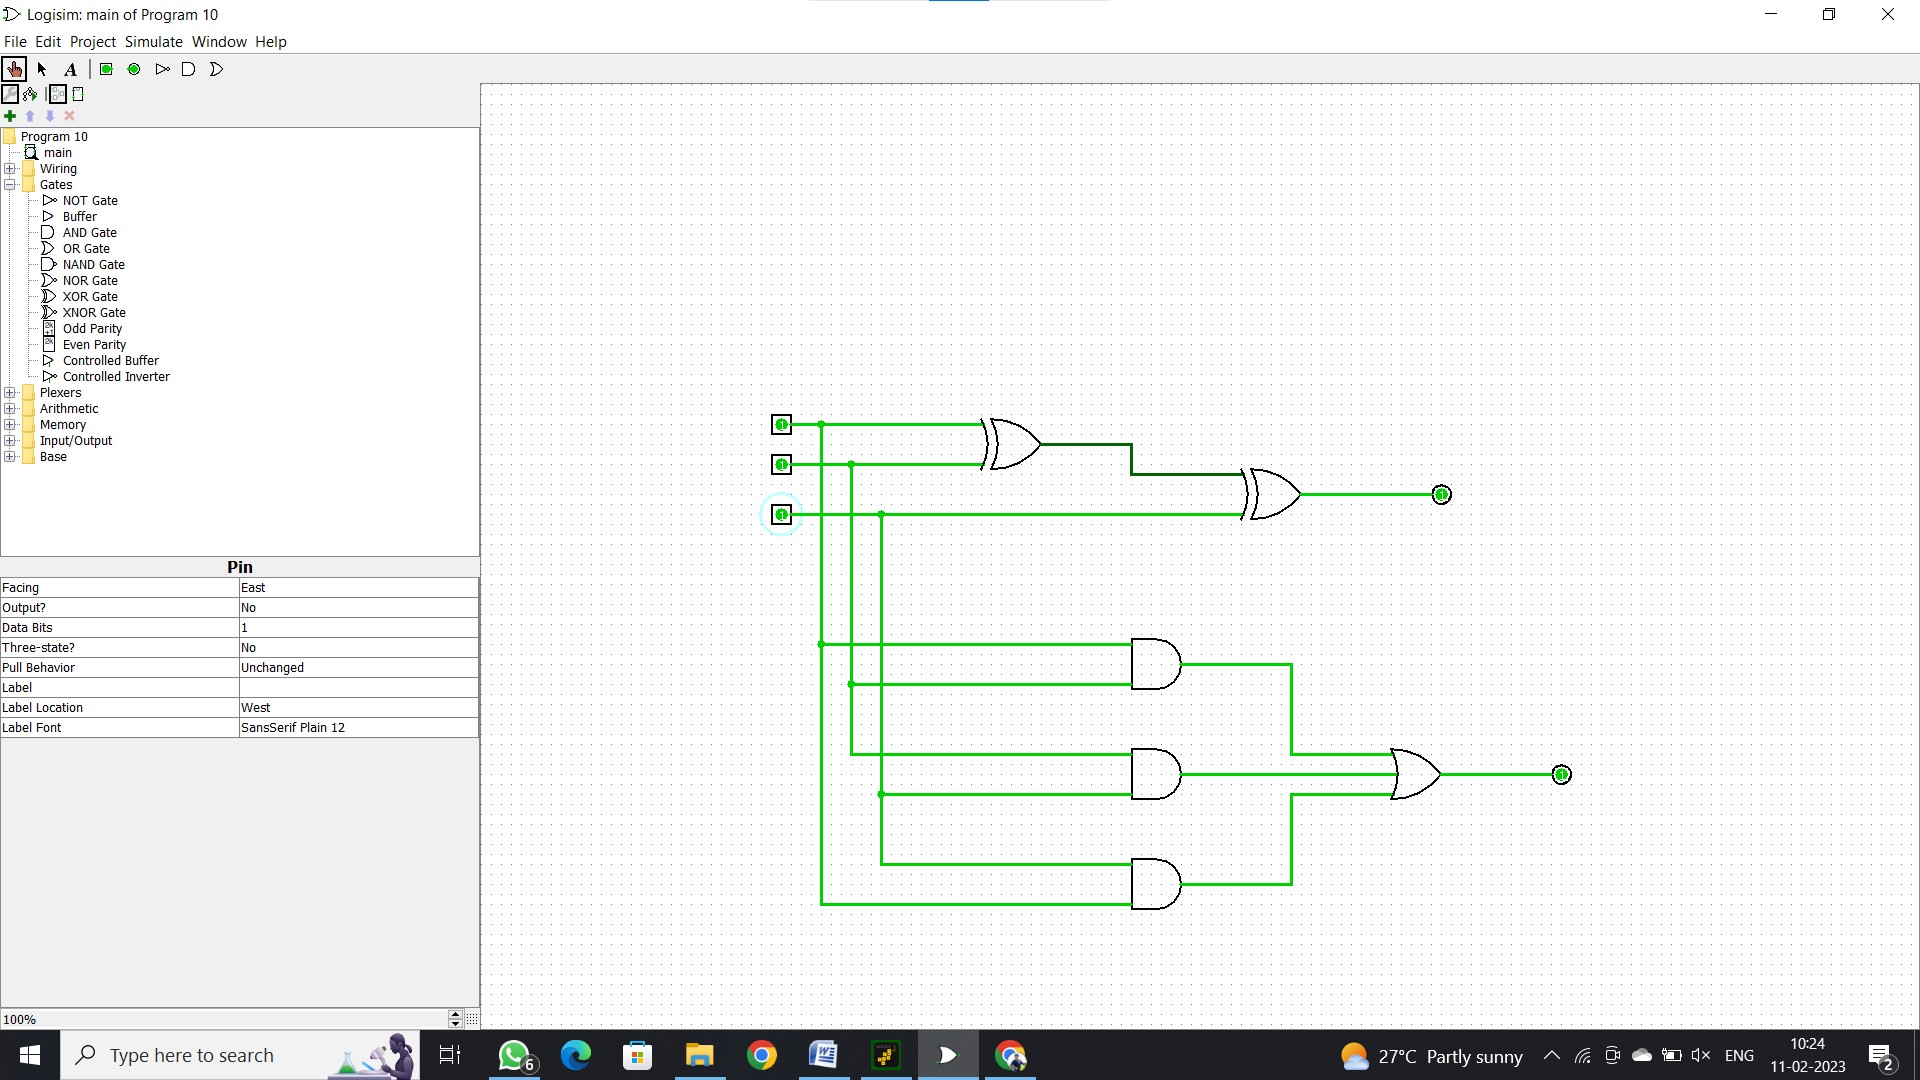 Logisim: main of Program 10
File Edit Project Simulate Window Help
A
Program 10
main
Wiring
Gates
NOT Gate
Buffer
AND Gate
OR Gate
NAND Gate
NOR Gate
XOR Gate
XNOR Gate
Odd Parity
Even Parity
Controlled Buffer
Controlled Inverter
Plexers
Arithmetic
Memory
Input/Output
Base
Pin
Facing East
Output? No
Data Bits 1
Three-state? No
Pull Behavior Unchanged
Label
Label Location West
Label Font SansSerif Plain 12
100%
1
1
1
1
1
Type here to search
6
27°C Partly sunny
ENG
10:24
11-02-2023
2